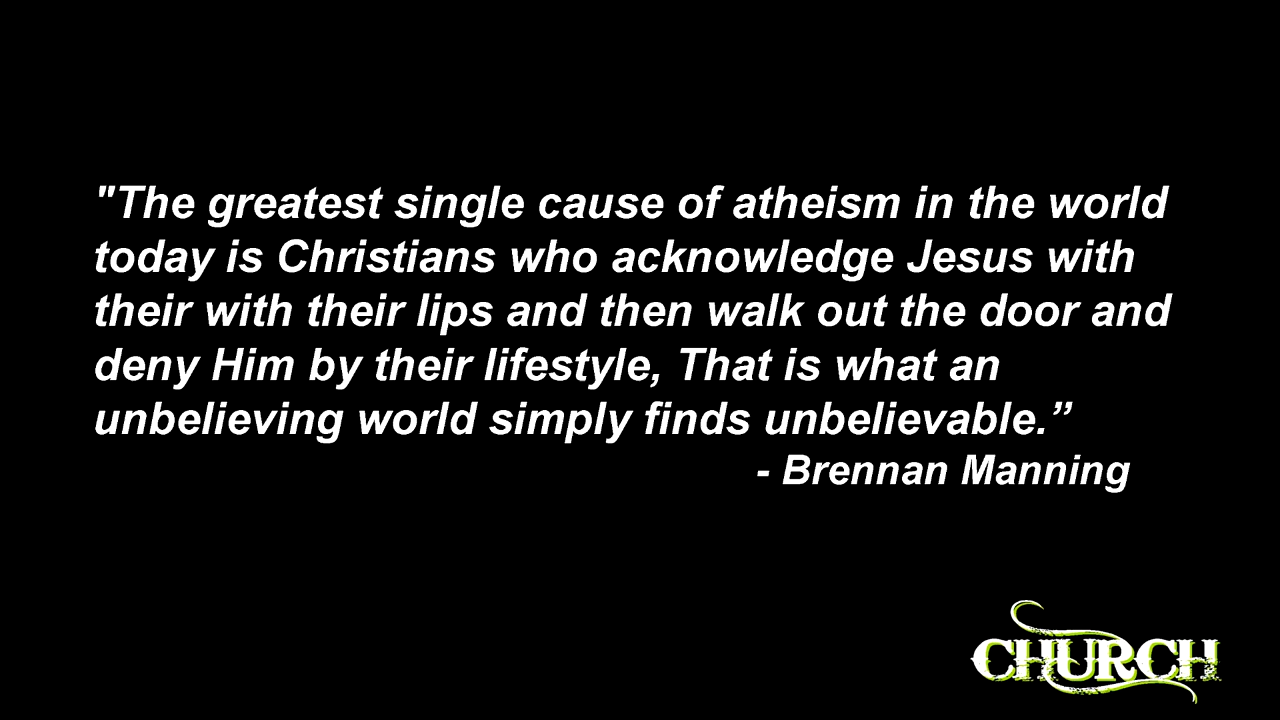 "The greatest single cause of atheism in the world
today is Christians who acknowledge Jesus with
their with their lips and then walk out the door and
deny Him by their lifestyle, That is what an
unbelieving world simply finds unbelievable.”
- Brennan Manning
CHURCH